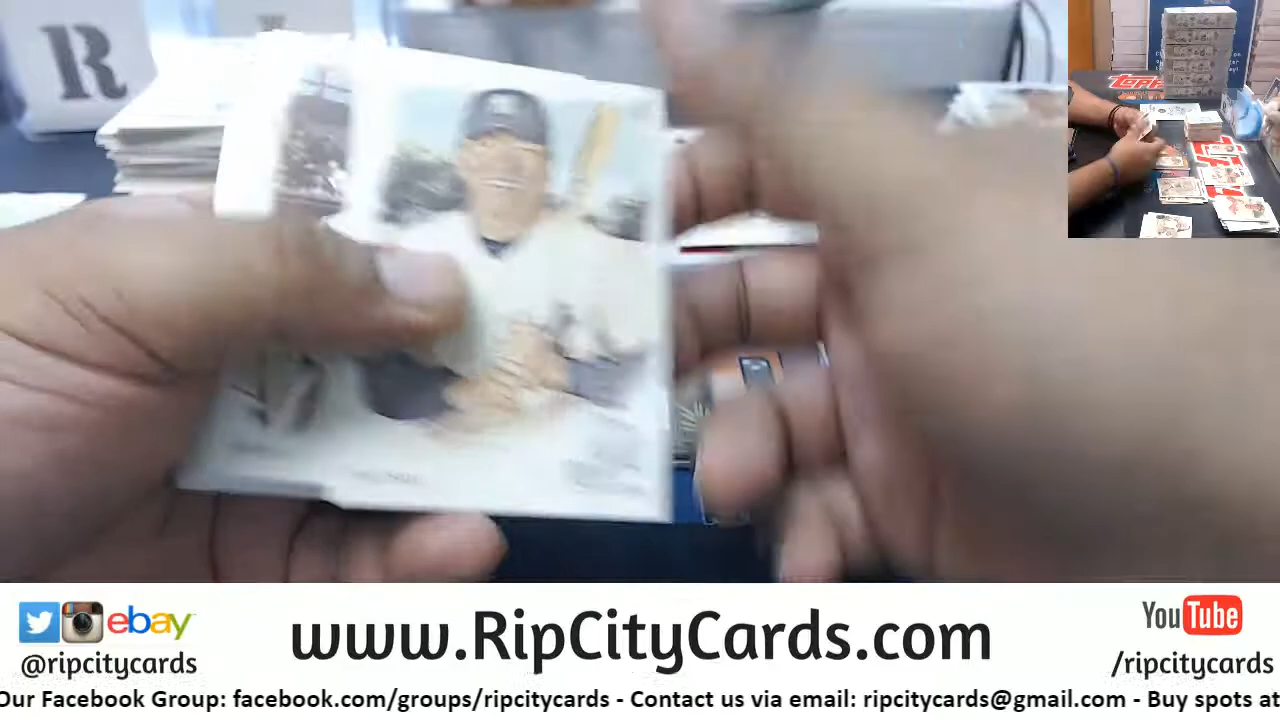 R
TOPPS
www.RipCityCards.com
ebay
@ripcitycards
YouTube
/ripcitycards
Our Facebook Group: facebook.com/groups/ripcitycards - Contact us via email: ripcitycards@gmail.com - Buy spots at